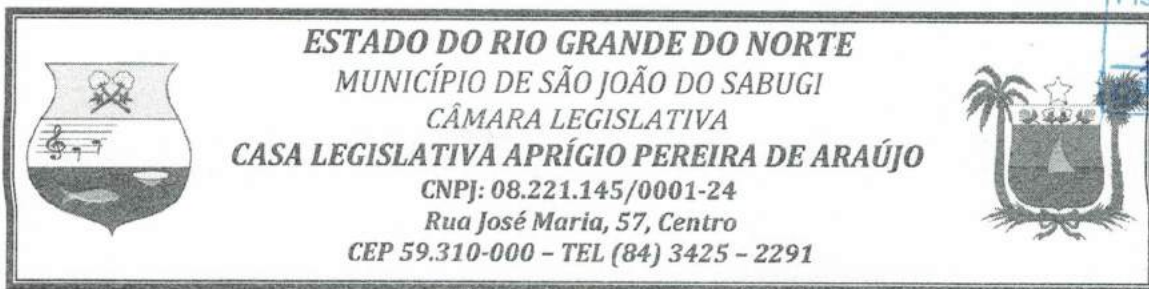 ESTADO DO RIO GRANDE DO NORTE
MUNICÍPIO DE SÃO JOÃO DO SABUGI
CÂMARA LEGISLATIVA
CASA LEGISLATIVA APRÍGIO PEREIRA DE ARAÚJO
CNPJ: 08.221.145/0001-24
Rua José Maria, 57, Centro
CEP 59.310-000 – TEL (84) 3425 – 2291